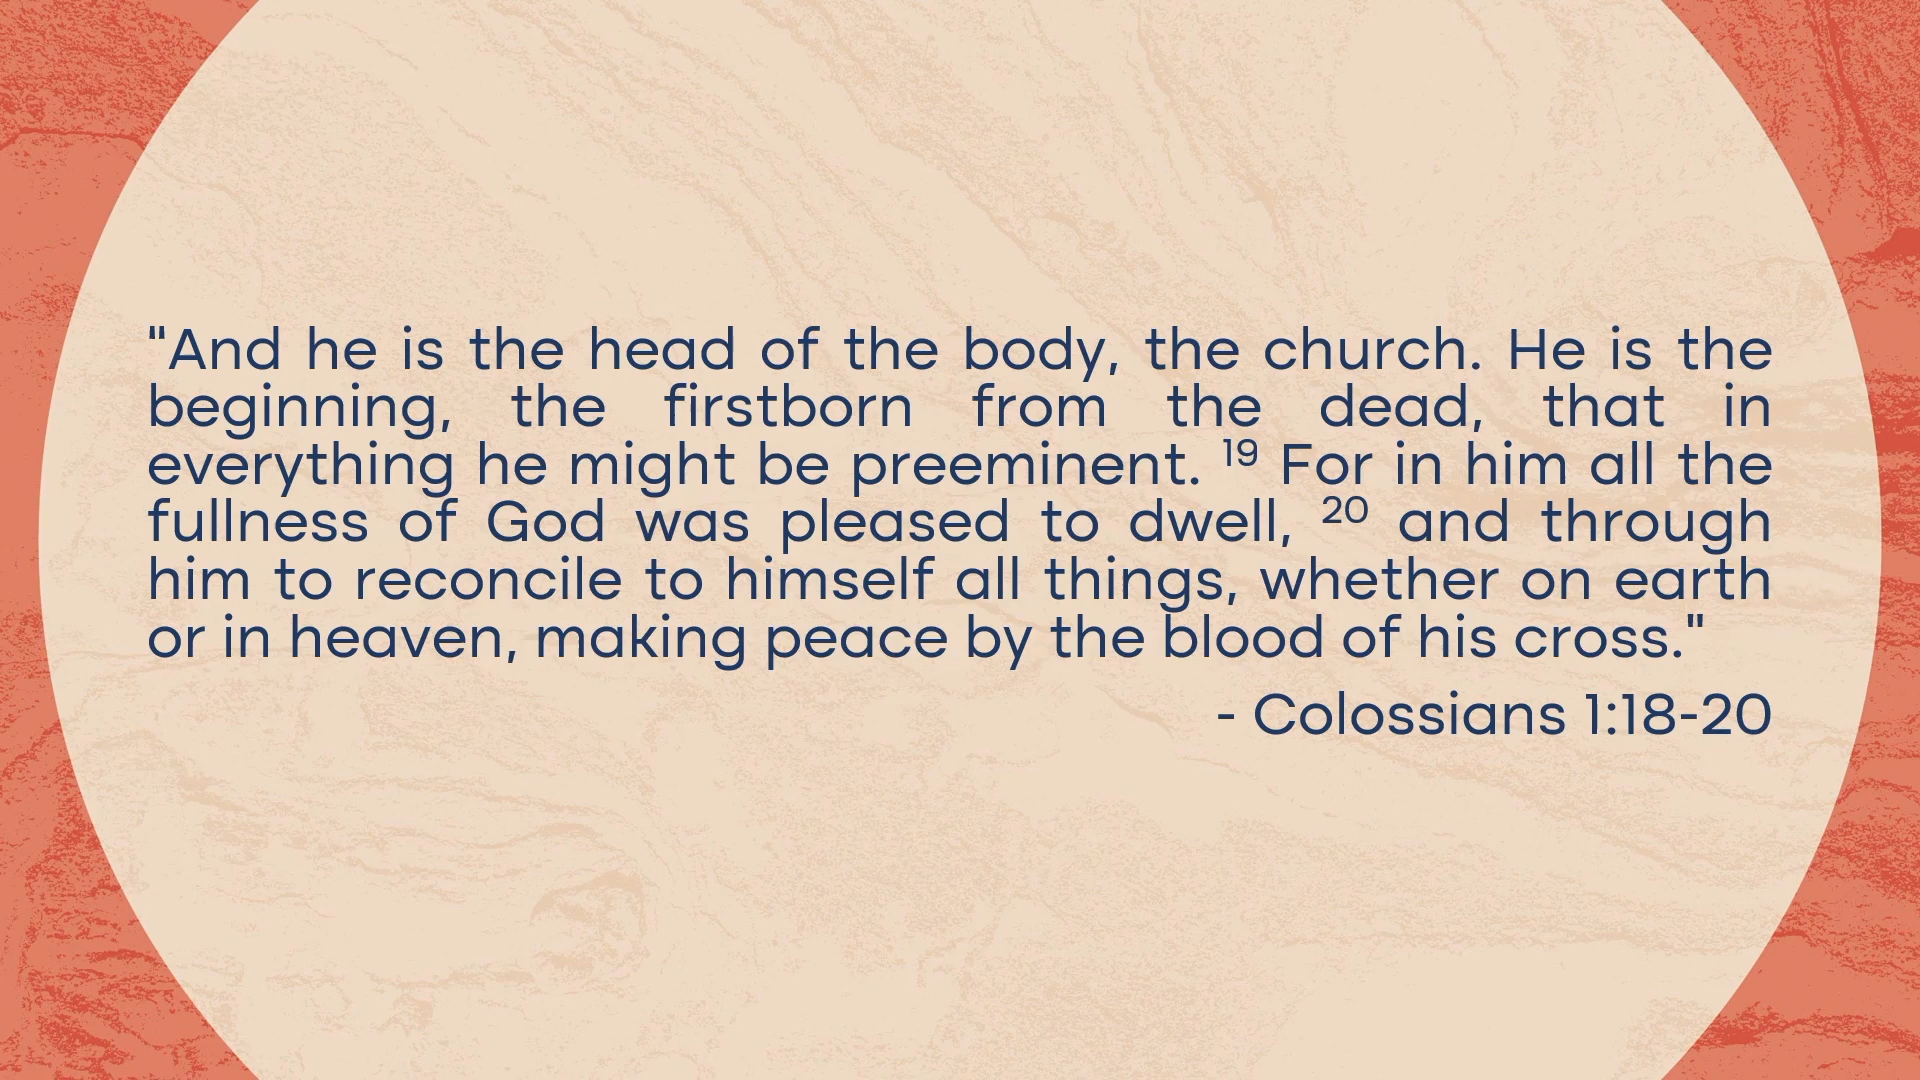 "And he is the head of the body, the church. He is the
beginning, the firstborn from the dead, that in
everything he might be preeminent. ¹⁹ For in him all the
fullness of God was pleased to dwell, ²⁰ and through
him to reconcile to himself all things, whether on earth
or in heaven, making peace by the blood of his cross."
- Colossians 1:18-20